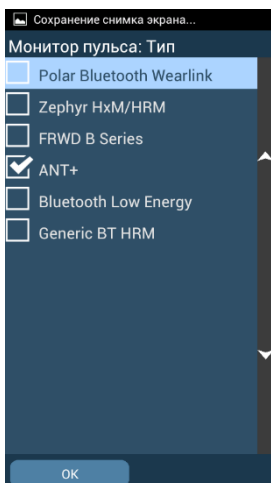 Сохранение снимка экрана...
Монитор пульса: Тип
Polar Bluetooth Wearlink
Zephyr HxM/HRM
FRWD B Series
ANT+
Bluetooth Low Energy
Generic BT HRM
OK